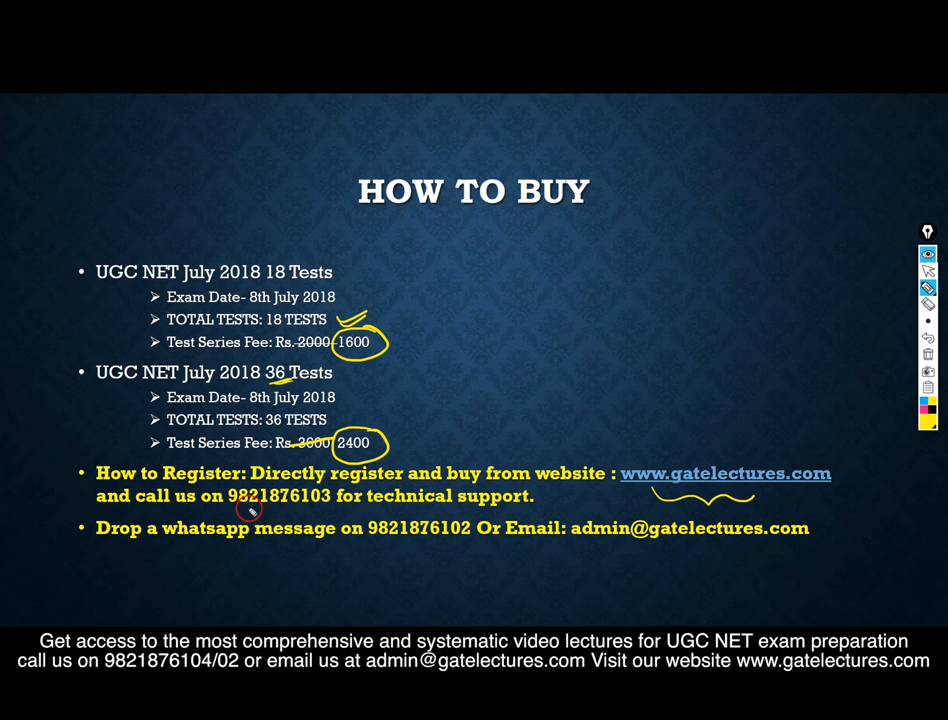 HOW TO BUY
• UGC NET July 2018 18 Tests
➢ Exam Date- 8th July 2018
➢ TOTAL TESTS: 18 TESTS
➢ Test Series Fee: Rs. 2000 1600
• UGC NET July 2018 36 Tests
➢ Exam Date- 8th July 2018
➢ TOTAL TESTS: 36 TESTS
➢ Test Series Fee: Rs. 3600 2400
• How to Register: Directly register and buy from website : www.gatelectures.com
and call us on 9821876103 for technical support.
• Drop a whatsapp message on 9821876102 Or Email: admin@gatelectures.com
Get access to the most comprehensive and systematic video lectures for UGC NET exam preparation
call us on 9821876104/02 or email us at admin@gatelectures.com Visit our website www.gatelectures.com